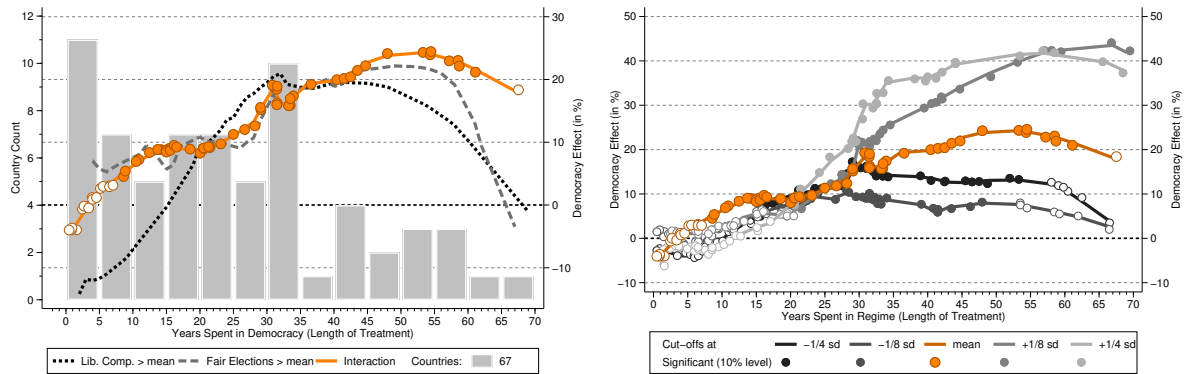 12
10
8
6
4
2
0
Country Count
30
20
10
0
−10
Democracy Effect (in %)
0 5 10 15 20 25 30 35 40 45 50 55 60 65 70
Years Spent in Democracy (Length of Treatment)
Lib. Comp. > mean Fair Elections > mean Interaction Countries: 67
50
40
30
20
10
0
−10
Democracy Effect (in %)
50
40
30
20
10
0
−10
Democracy Effect (in %)
0 5 10 15 20 25 30 35 40 45 50 55 60 65 70
Years Spent in Regime (Length of Treatment)
Cut−offs at −1/4 sd −1/8 sd mean +1/8 sd +1/4 sd
Significant (10% level)